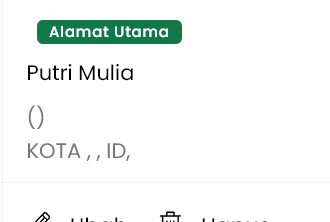 Alamat Utama
Putri Mulia
()
KOTA , , ID,